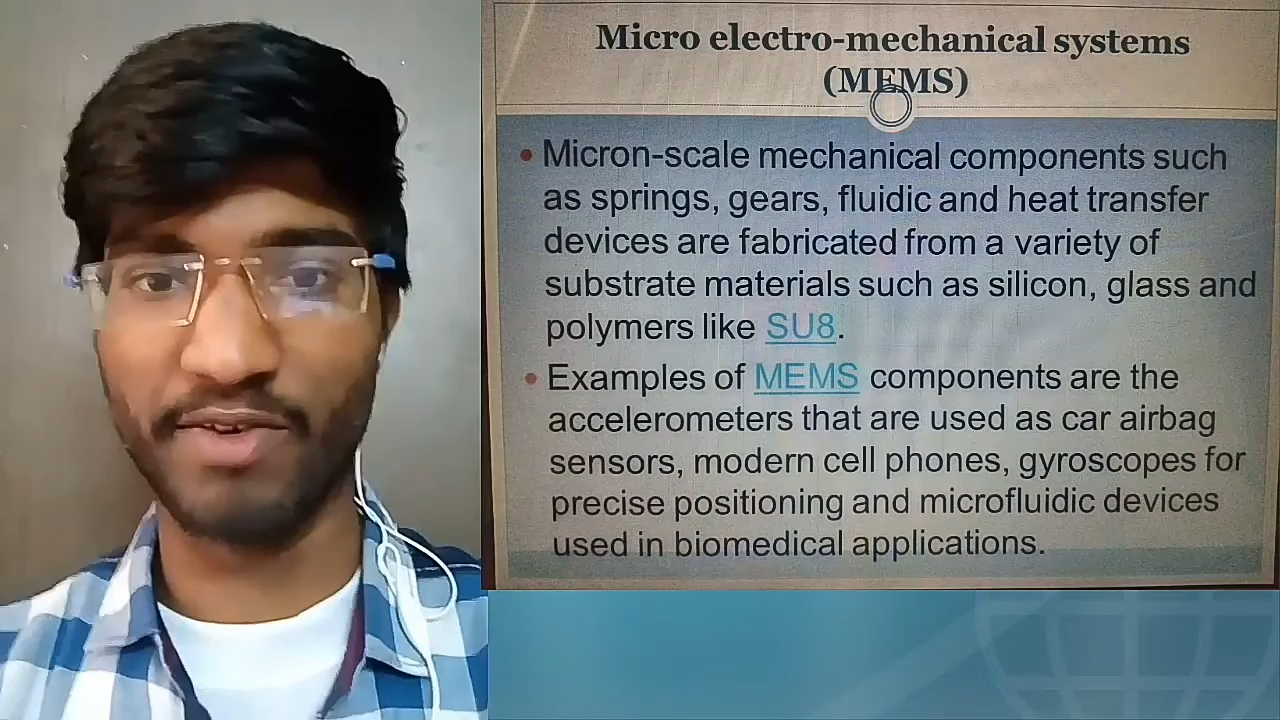 Micro electro-mechanical systems
(MEMS)
• Micron-scale mechanical components such
as springs, gears, fluidic and heat transfer
devices are fabricated from a variety of
substrate materials such as silicon, glass and
polymers like SU8.
• Examples of MEMS components are the
accelerometers that are used as car airbag
sensors, modern cell phones, gyroscopes for
precise positioning and microfluidic devices
used in biomedical applications.